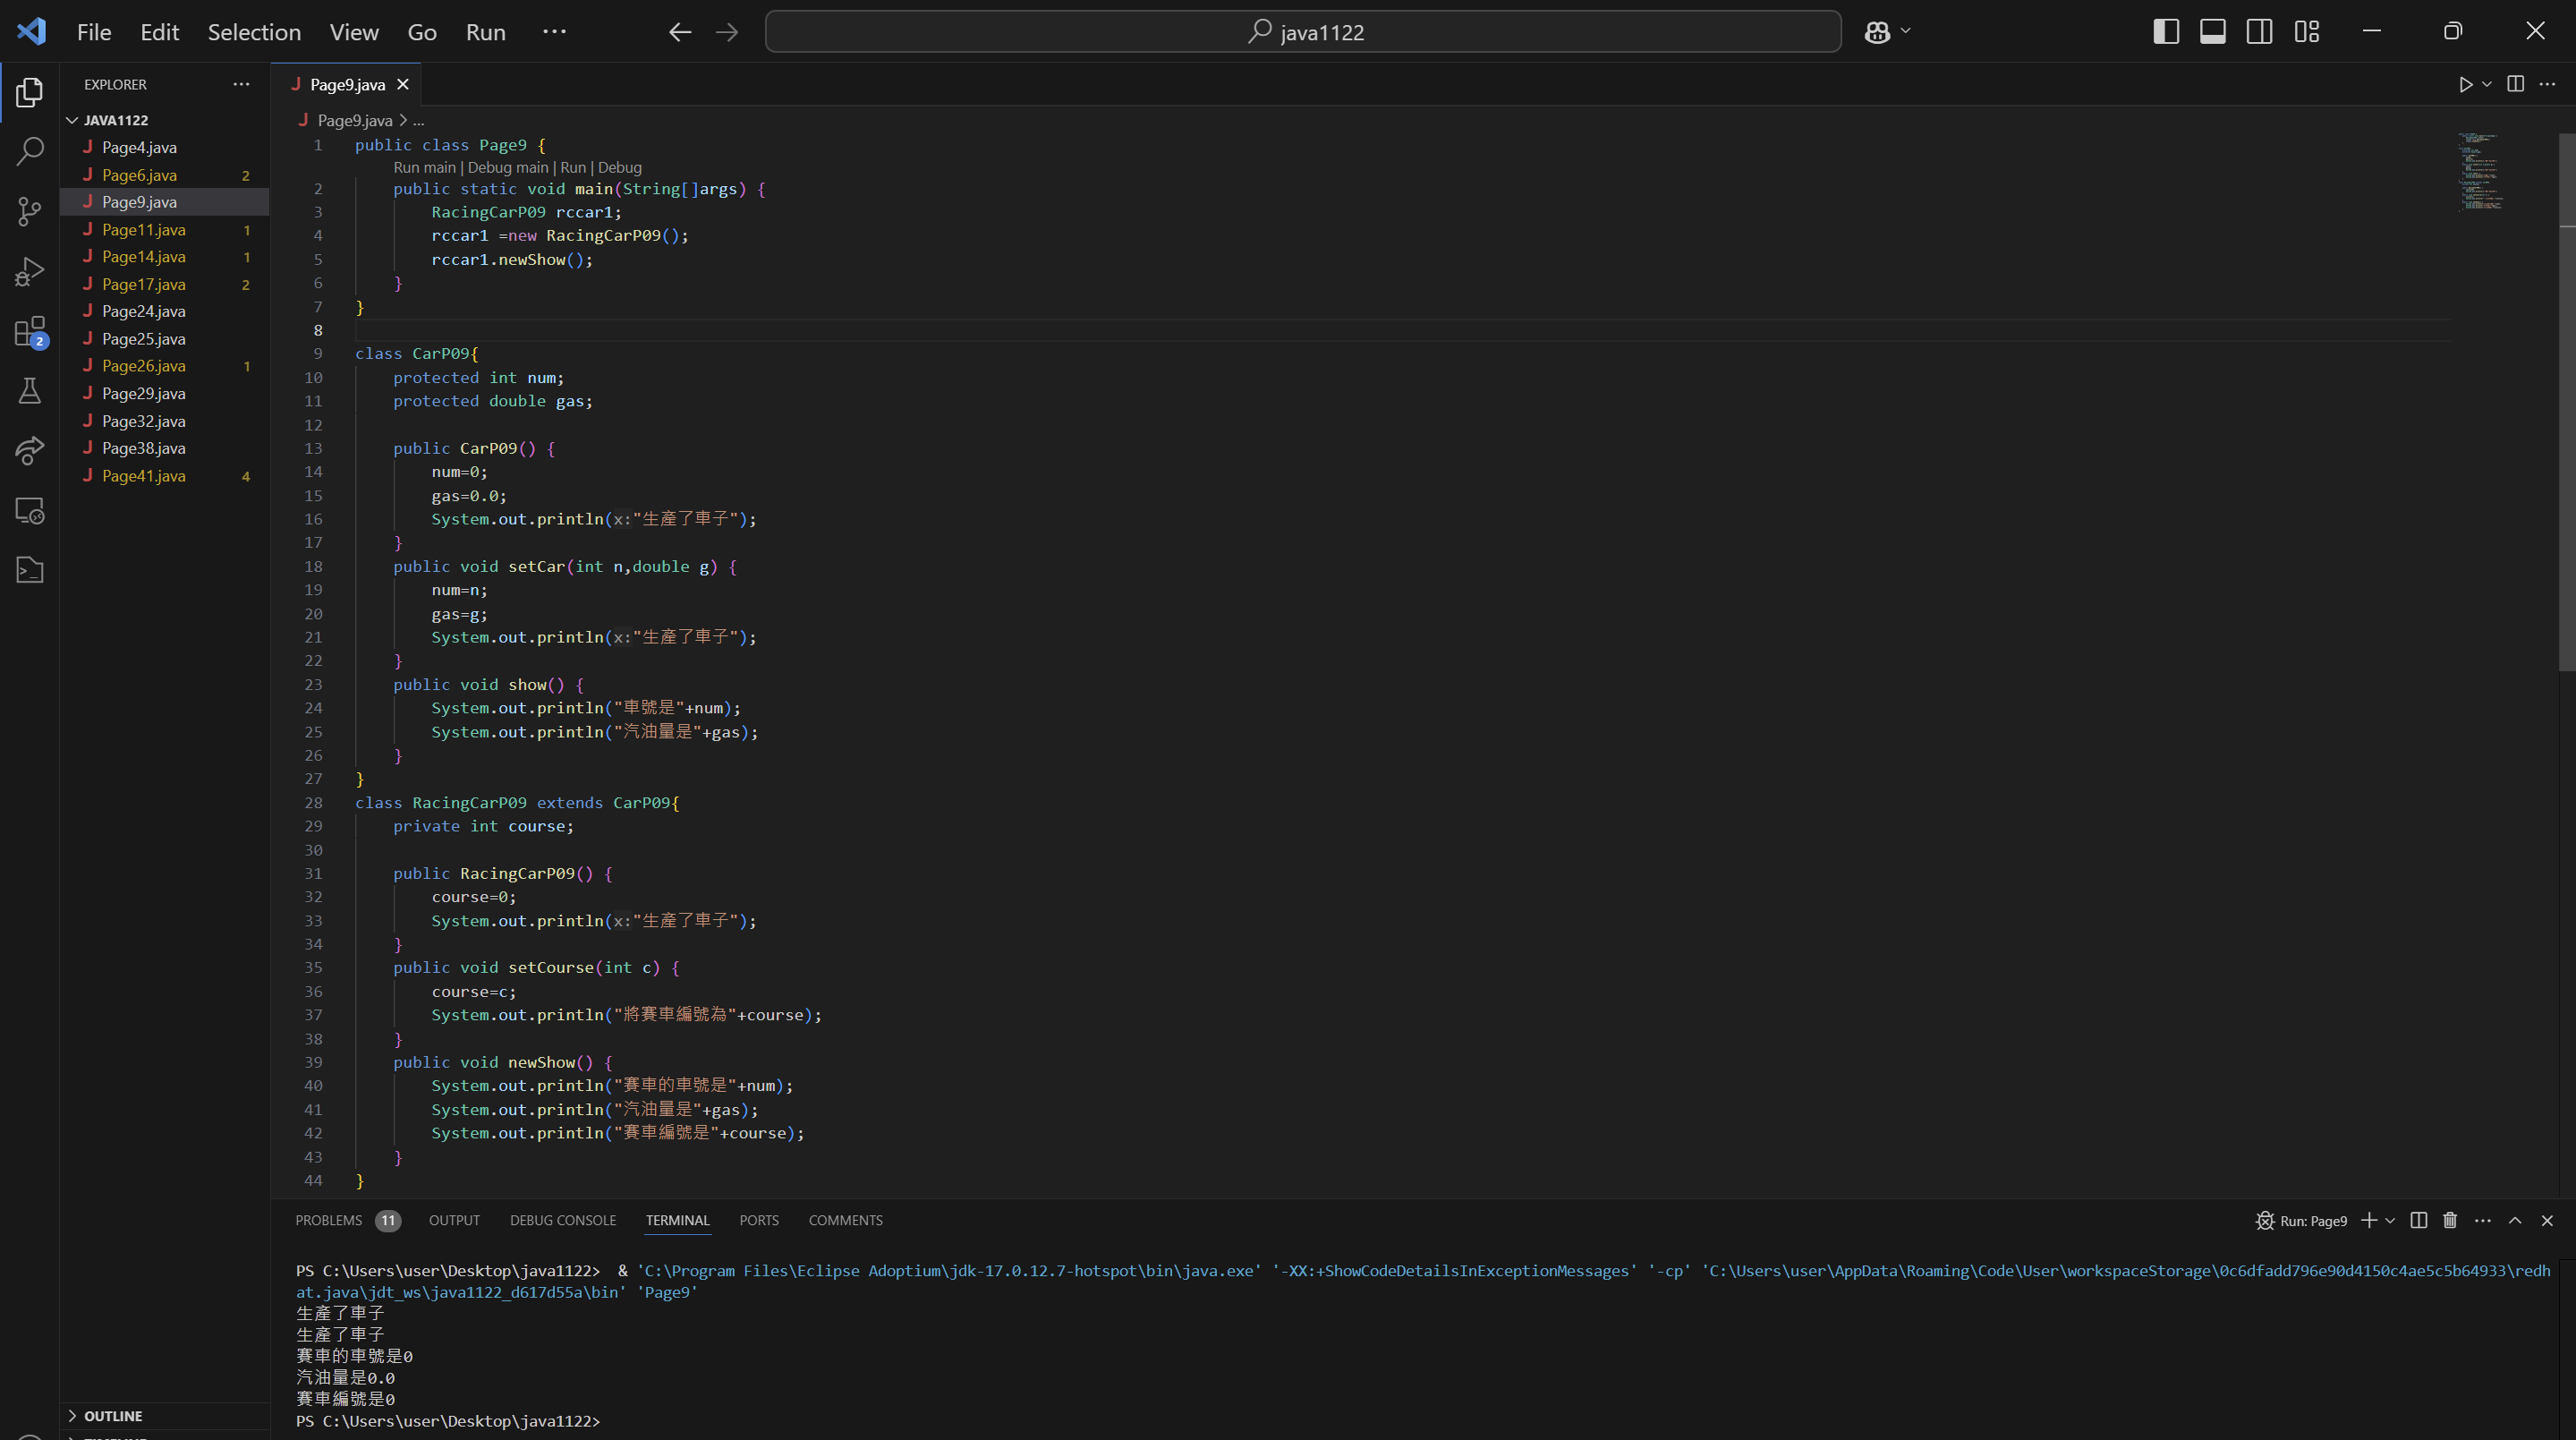 File Edit Selection View Go Run ··· java1122
EXPLORER ···
JAVA1122
J Page4.java
J Page6.java 2
J Page9.java
J Page11.java 1
J Page14.java 1
J Page17.java 2
J Page24.java
J Page25.java
J Page26.java 1
J Page29.java
J Page32.java
J Page38.java
J Page41.java 4
2
OUTLINE
J Page9.java
J Page9.java > ...
1 public class Page9 {
Run main | Debug main | Run | Debug
2 public static void main(String[]args) {
3 RacingCarP09 rccar1;
4 rccar1 =new RacingCarP09();
5 rccar1.newShow();
6 }
7 }
8
9 class CarP09{
10 protected int num;
11 protected double gas;
12
13 public CarP09() {
14 num=0;
15 gas=0.0;
16 System.out.println(x:"生產了車子");
17 }
18 public void setCar(int n,double g) {
19 num=n;
20 gas=g;
21 System.out.println(x:"生產了車子");
22 }
23 public void show() {
24 System.out.println("車號是"+num);
25 System.out.println("汽油量是"+gas);
26 }
27 }
28 class RacingCarP09 extends CarP09{
29 private int course;
30
31 public RacingCarP09() {
32 course=0;
33 System.out.println(x:"生產了車子");
34 }
35 public void setCourse(int c) {
36 course=c;
37 System.out.println("將賽車編號為"+course);
38 }
39 public void newShow() {
40 System.out.println("賽車的車號是"+num);
41 System.out.println("汽油量是"+gas);
42 System.out.println("賽車編號是"+course);
43 }
44 }
PROBLEMS 11 OUTPUT DEBUG CONSOLE TERMINAL PORTS COMMENTS Run: Page9
PS C:\Users\user\Desktop\java1122> & 'C:\Program Files\Eclipse Adoptium\jdk-17.0.12.7-hotspot\bin\java.exe' '-XX:+ShowCodeDetailsInExceptionMessages' '-cp' 'C:\Users\user\AppData\Roaming\Code\User\workspaceStorage\0c6dfadd796e90d4150c4ae5c5b64933\redh
at.java\jdt_ws\java1122_d617d55a\bin' 'Page9'
生產了車子
生產了車子
賽車的車號是0
汽油量是0.0
賽車編號是0
PS C:\Users\user\Desktop\java1122>